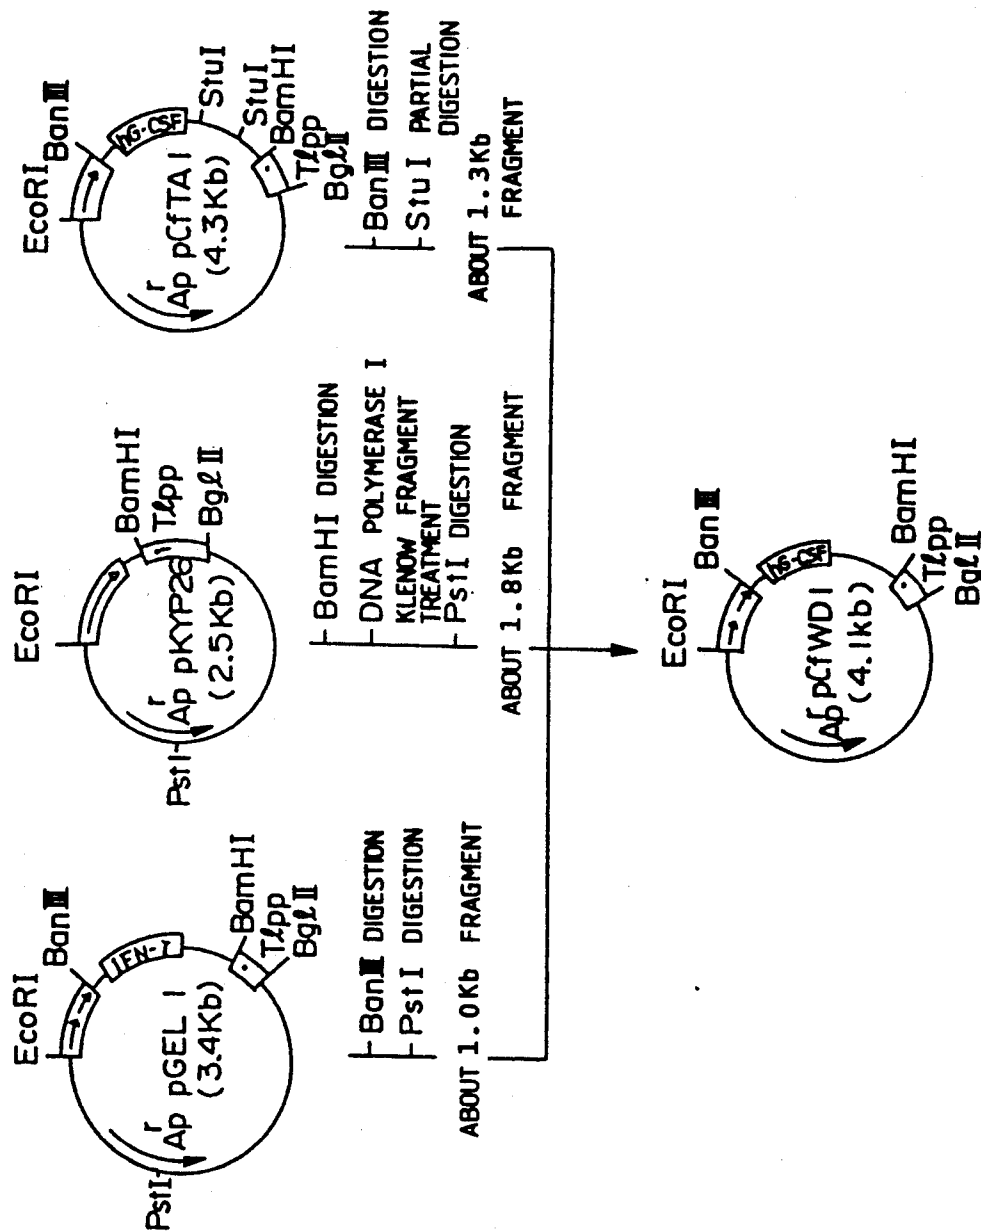 EcoRI
BanIII
IFN-γ
BamHI
Tlpp
BglII
PstI
r
Ap pGEL 1
(3.4Kb)
BanIII DIGESTION
PstI DIGESTION
ABOUT 1.0Kb FRAGMENT
EcoRI
BamHI
Tlpp
BglII
PstI
r
Ap pKYP26
(2.5Kb)
BamHI DIGESTION
DNA POLYMERASE I
KLENOW FRAGMENT
TREATMENT
PstI DIGESTION
ABOUT 1.8Kb FRAGMENT
EcoRI
BanIII
hG-CSF
StuI
StuI
BamHI
Tlpp
BglII
r
Ap pCfTA1
(4.3Kb)
BanIII DIGESTION
StuI PARTIAL
DIGESTION
ABOUT 1.3Kb
FRAGMENT
EcoRI
BanIII
hG-CSF
BamHI
Tlpp
BglII
r
Ap pCfWD1
(4.1kb)